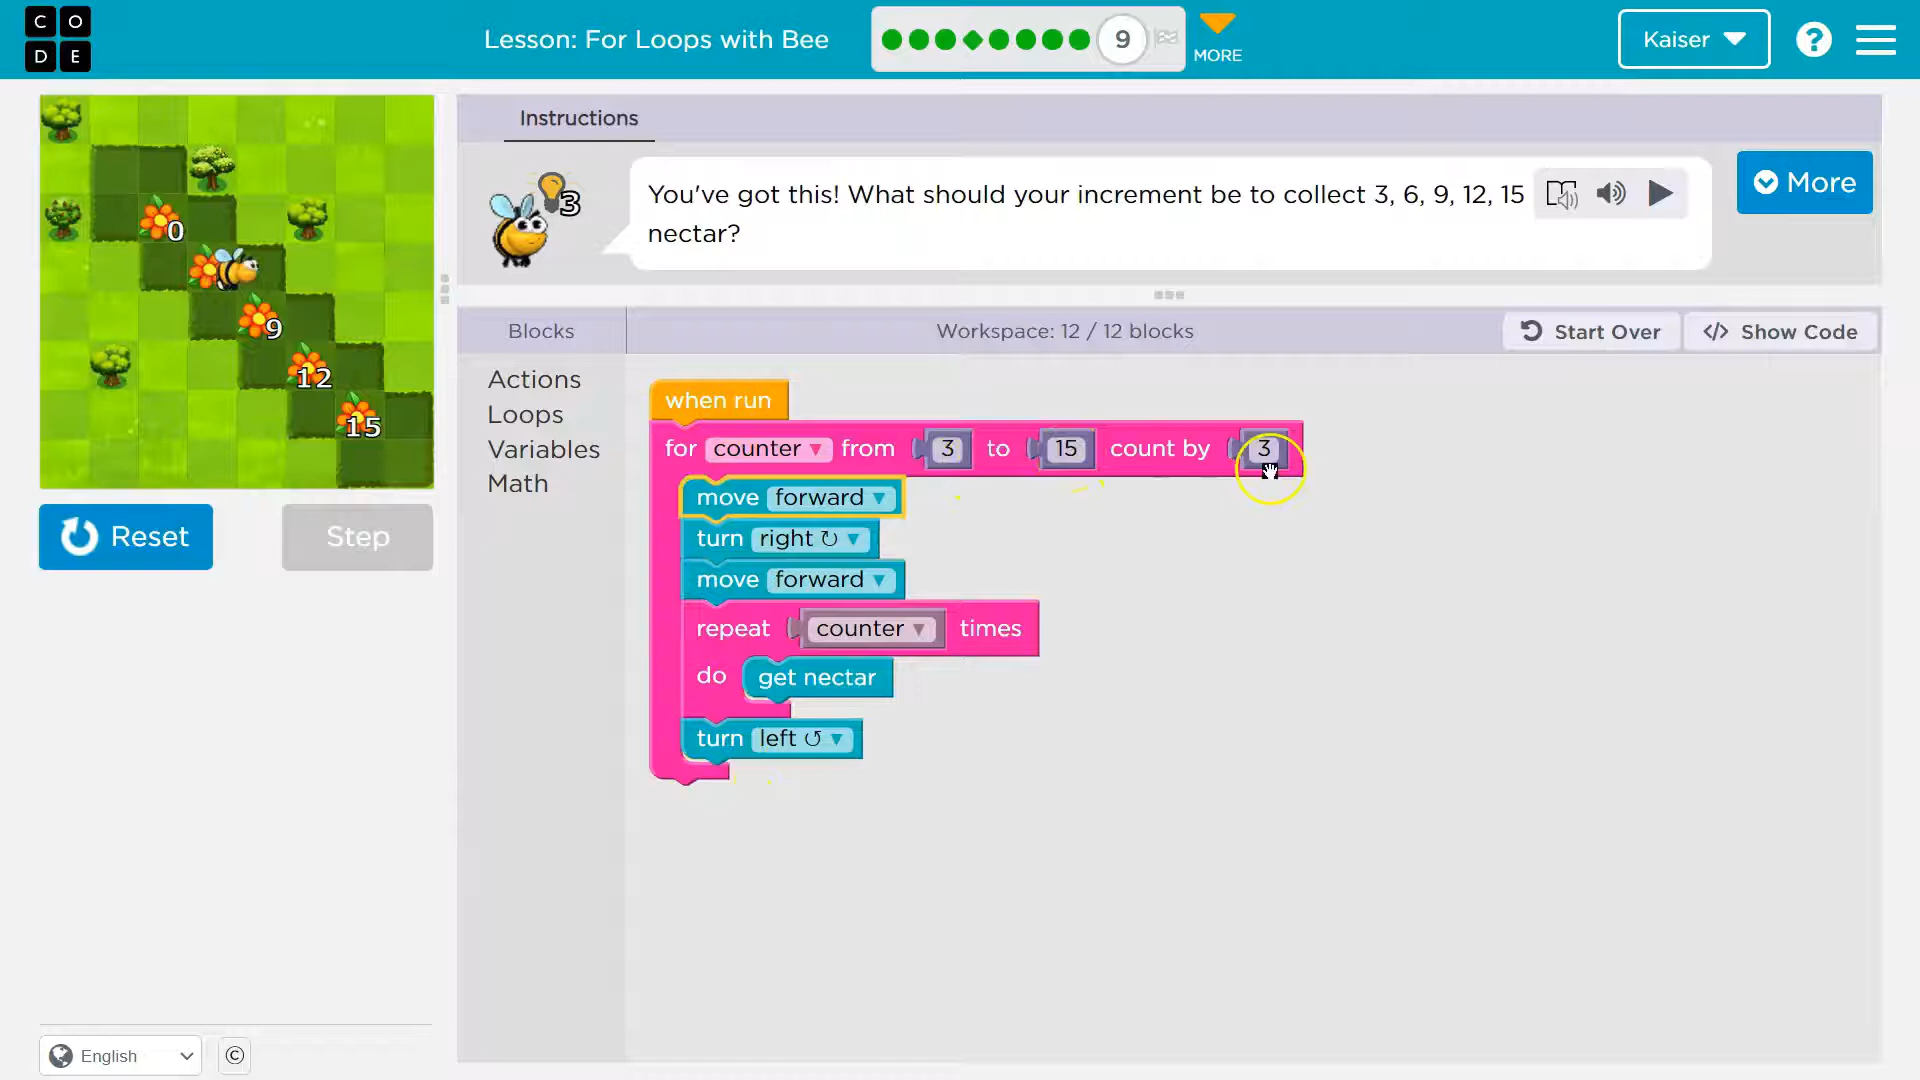 C O
D E
Lesson: For Loops with Bee
9
MORE
Kaiser
?
Instructions
3
You've got this! What should your increment be to collect 3, 6, 9, 12, 15
nectar?
More
0
9
12
15
Reset
Step
Blocks
Workspace: 12 / 12 blocks
Start Over
</> Show Code
Actions
Loops
Variables
Math
when run
for counter from 3 to 15 count by 3
move forward
turn right ↻
move forward
repeat counter times
do get nectar
turn left ↺
English
©